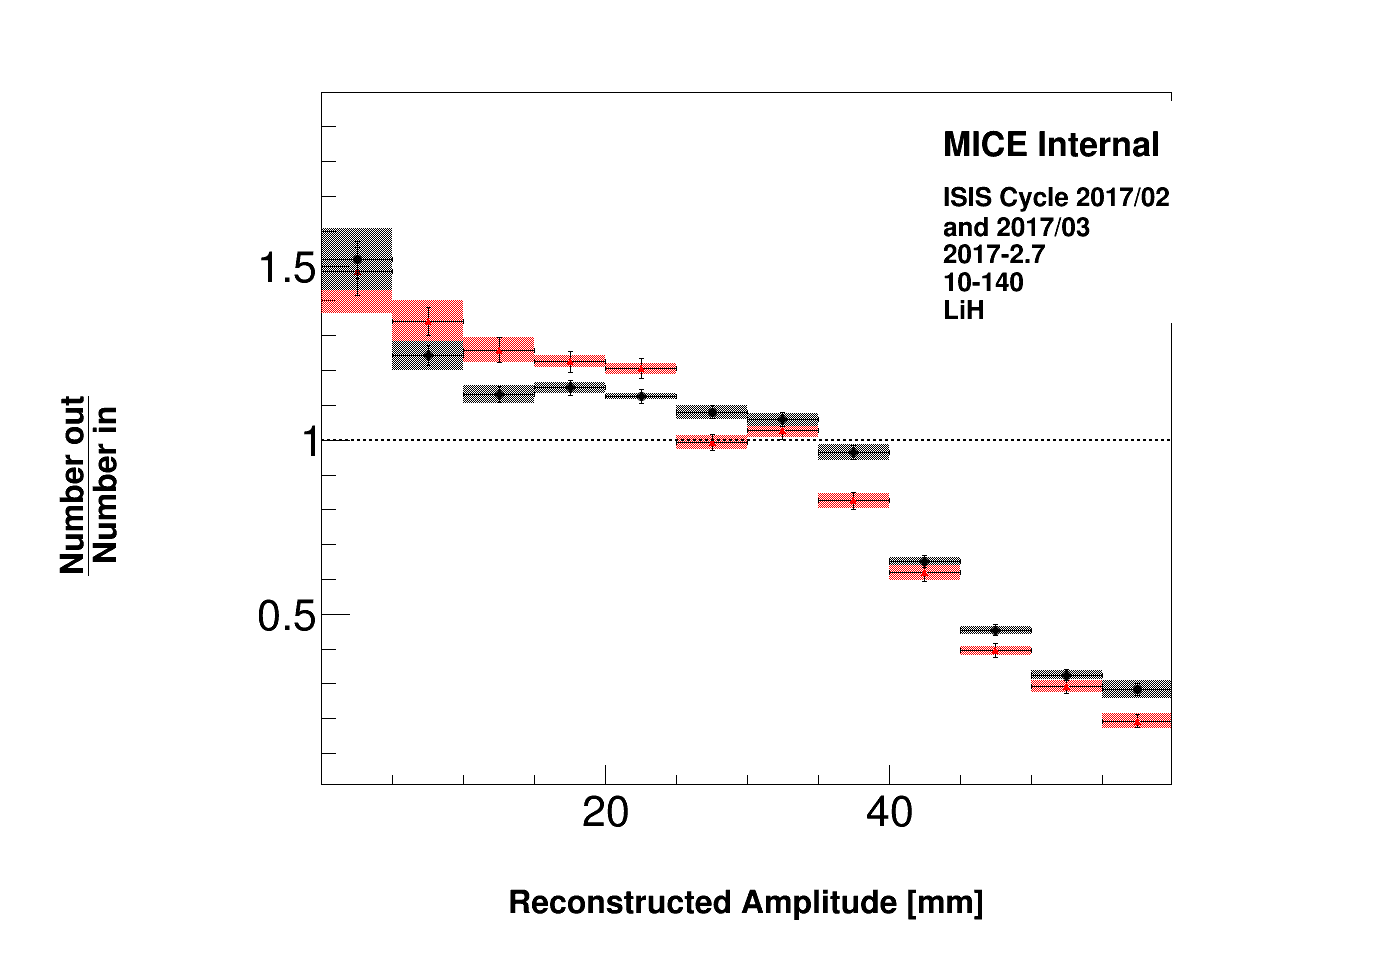 MICE Internal
ISIS Cycle 2017/02
and 2017/03
2017-2.7
10-140
LiH
1.5
1
0.5
Number out
Number in
20
40
Reconstructed Amplitude [mm]